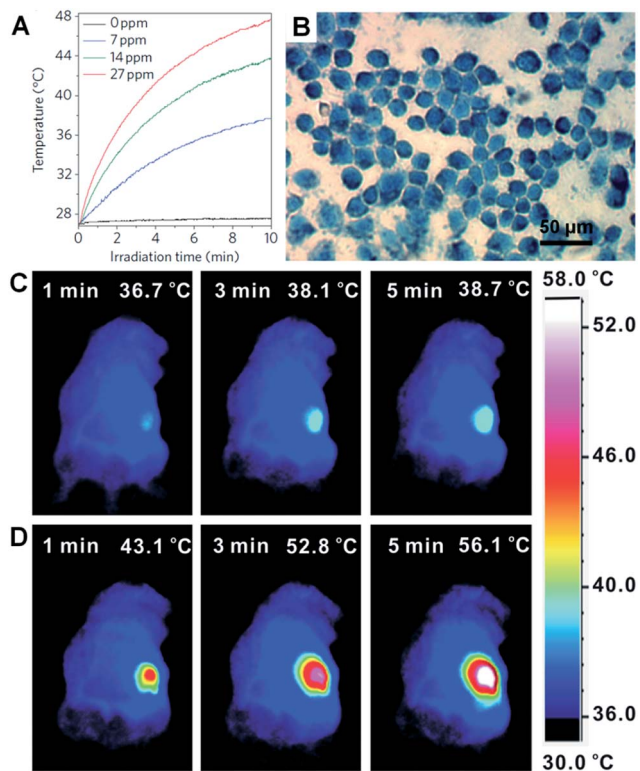 A
48
44
40
36
32
28
Temperature (°C)
0 ppm
7 ppm
14 ppm
27 ppm
0 2 4 6 8 10
Irradiation time (min)
B
50 µm
C
1 min 36.7 °C
3 min 38.1 °C
5 min 38.7 °C
D
1 min 43.1 °C
3 min 52.8 °C
5 min 56.1 °C
58.0 °C
52.0
46.0
40.0
36.0
30.0 °C